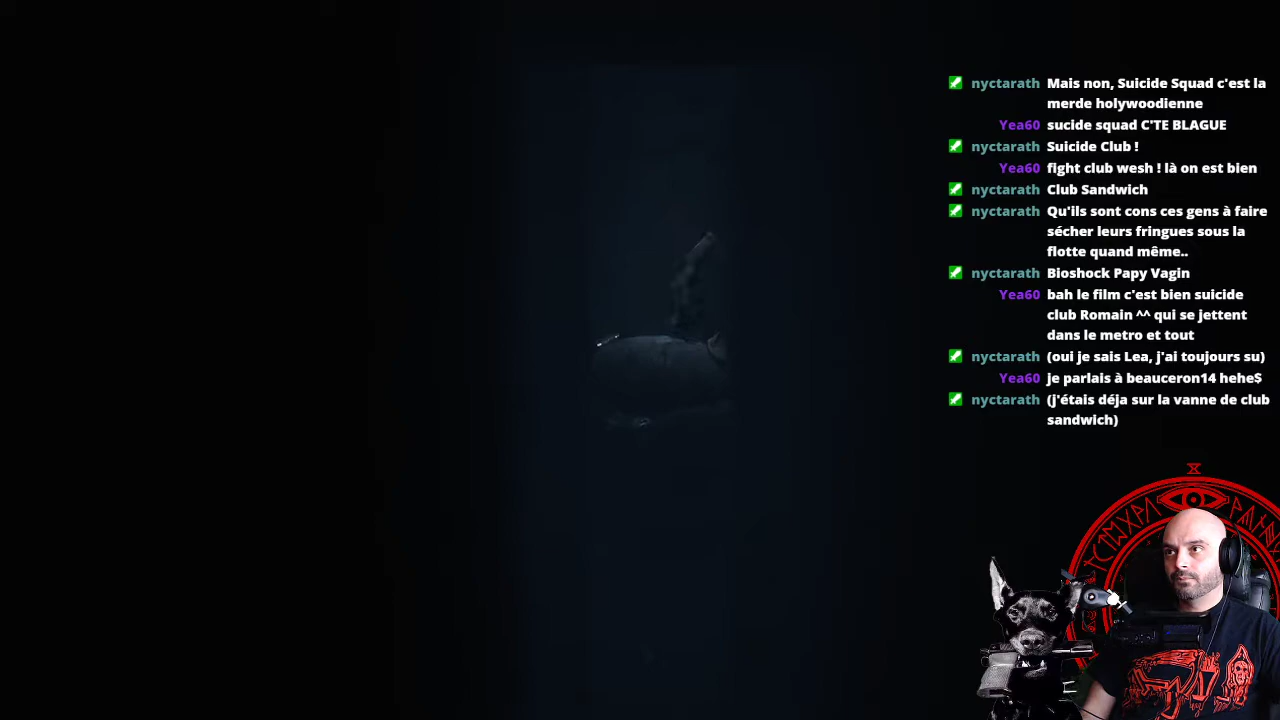 nyctarath Mais non, Suicide Squad c'est la
merde holywoodienne
Yea60 sucide squad C'TE BLAGUE
nyctarath Suicide Club !
Yea60 fight club wesh ! là on est bien
nyctarath Club Sandwich
nyctarath Qu'ils sont cons ces gens à faire
sécher leurs fringues sous la
flotte quand même..
nyctarath Bioshock Papy Vagin
Yea60 bah le film c'est bien suicide
club Romain ^^ qui se jettent
dans le metro et tout
nyctarath (oui je sais Lea, j'ai toujours su)
Yea60 je parlais à beauceron14 hehe$
nyctarath (j'étais déja sur la vanne de club
sandwich)